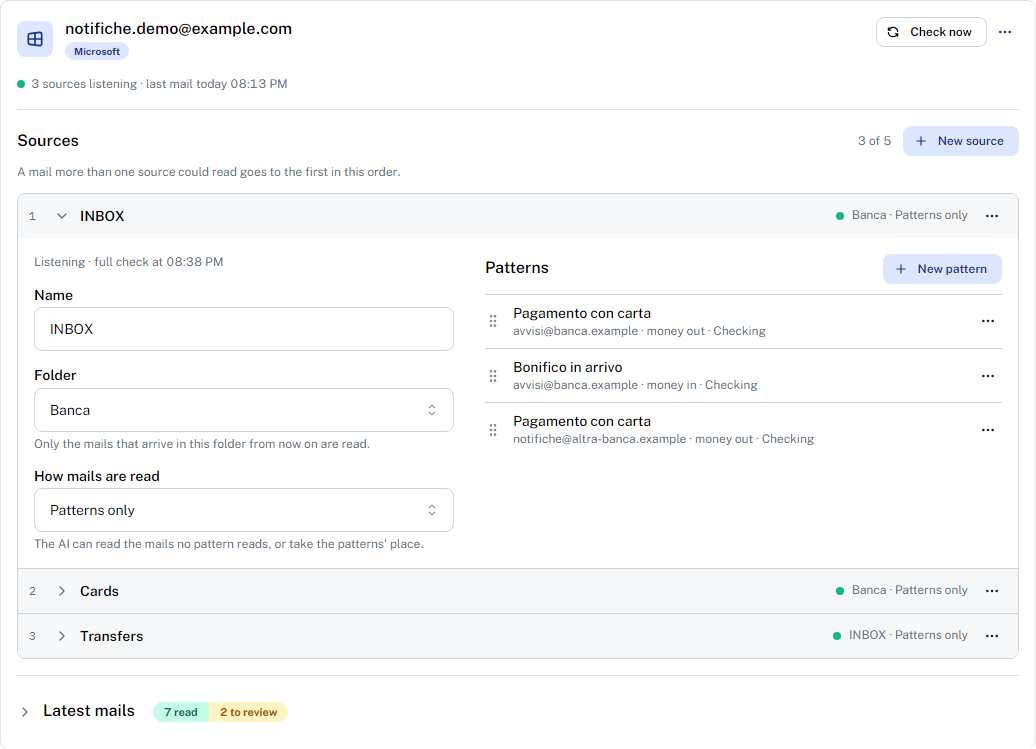 notifiche.demo@example.com
Microsoft
Check now
3 sources listening · last mail today 08:13 PM
Sources
3 of 5
New source
A mail more than one source could read goes to the first in this order.
1
INBOX
Banca · Patterns only
Listening · full check at 08:38 PM
Name
INBOX
Folder
Banca
Only the mails that arrive in this folder from now on are read.
How mails are read
Patterns only
The AI can read the mails no pattern reads, or take the patterns' place.
Patterns
New pattern
Pagamento con carta
avvisi@banca.example · money out · Checking
Bonifico in arrivo
avvisi@banca.example · money in · Checking
Pagamento con carta
notifiche@altra-banca.example · money out · Checking
2
Cards
Banca · Patterns only
3
Transfers
INBOX · Patterns only
Latest mails
7 read
2 to review